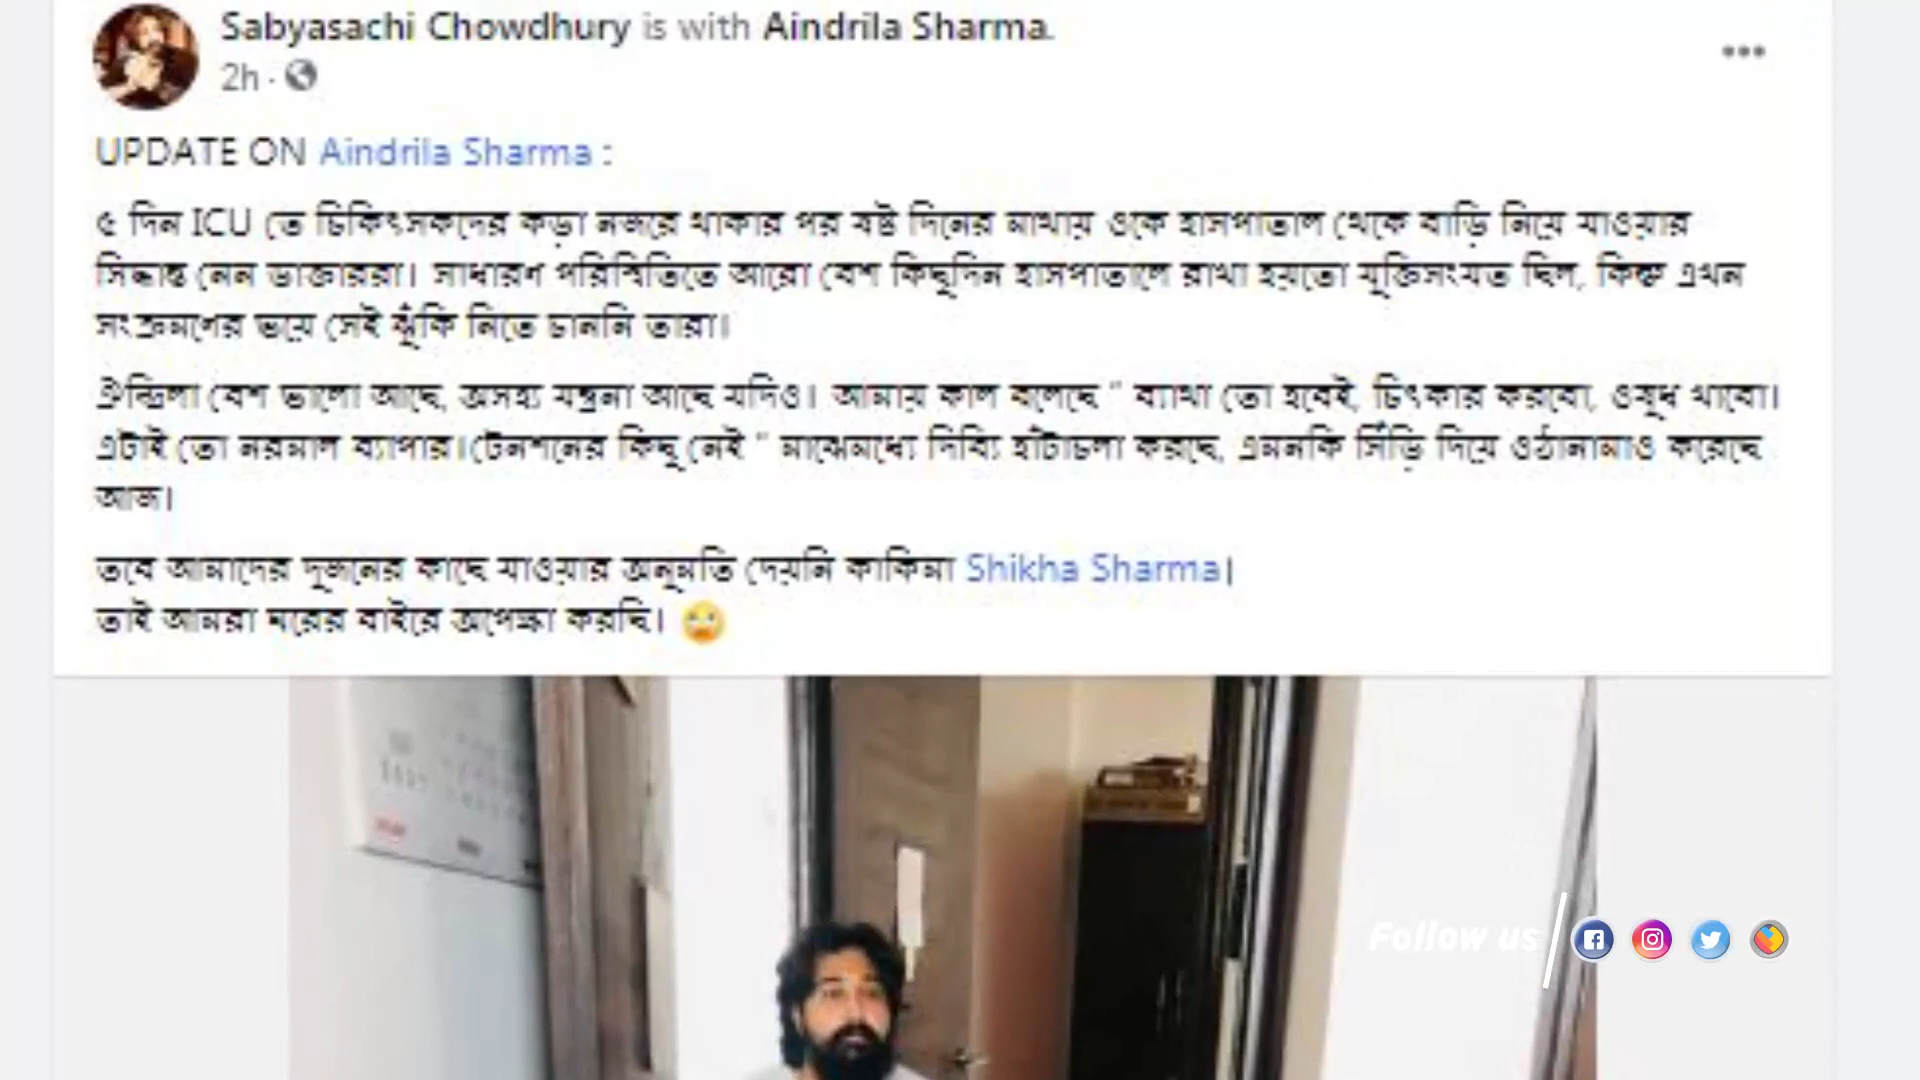 Sabyasachi Chowdhury is with Aindrila Sharma.
2h ·
UPDATE ON Aindrila Sharma :
৫ দিন ICU তে চিকিৎসকদের কড়া নজরে থাকার পর ষষ্ট দিনের মাথায় ওকে হাসপাতাল থেকে বাড়ি নিয়ে যাওয়ার
সিদ্ধান্ত নেন ডাক্তাররা। সাধারণ পরিস্থিতিতে আরো বেশ কিছুদিন হাসপাতালে রাখা হয়তো যুক্তিসংযত ছিল, কিন্তু এখন
সংক্রমণের ভয়ে সেই ঝুঁকি নিতে চাননি তারা।
ঐন্দ্রিলা বেশ ভালো আছে, অসহ্য যন্ত্রনা আছে যদিও। আমায় কাল বলেছে " ব্যাথা তো হবেই, চিৎকার করবো, ওষুধ খাবো।
এটাই তো নরমাল ব্যাপার।টেনশনের কিছু নেই " মাঝেমধ্যে দিব্যি হাঁটাচলা করছে, এমনকি সিঁড়ি দিয়ে ওঠানামাও করেছে
আজ।
তবে আমাদের দুজনের কাছে যাওয়ার অনুমতি দেয়নি কাকিমা Shikha Sharma।
তাই আমরা ঘরের বাইরে অপেক্ষা করছি।
Follow us